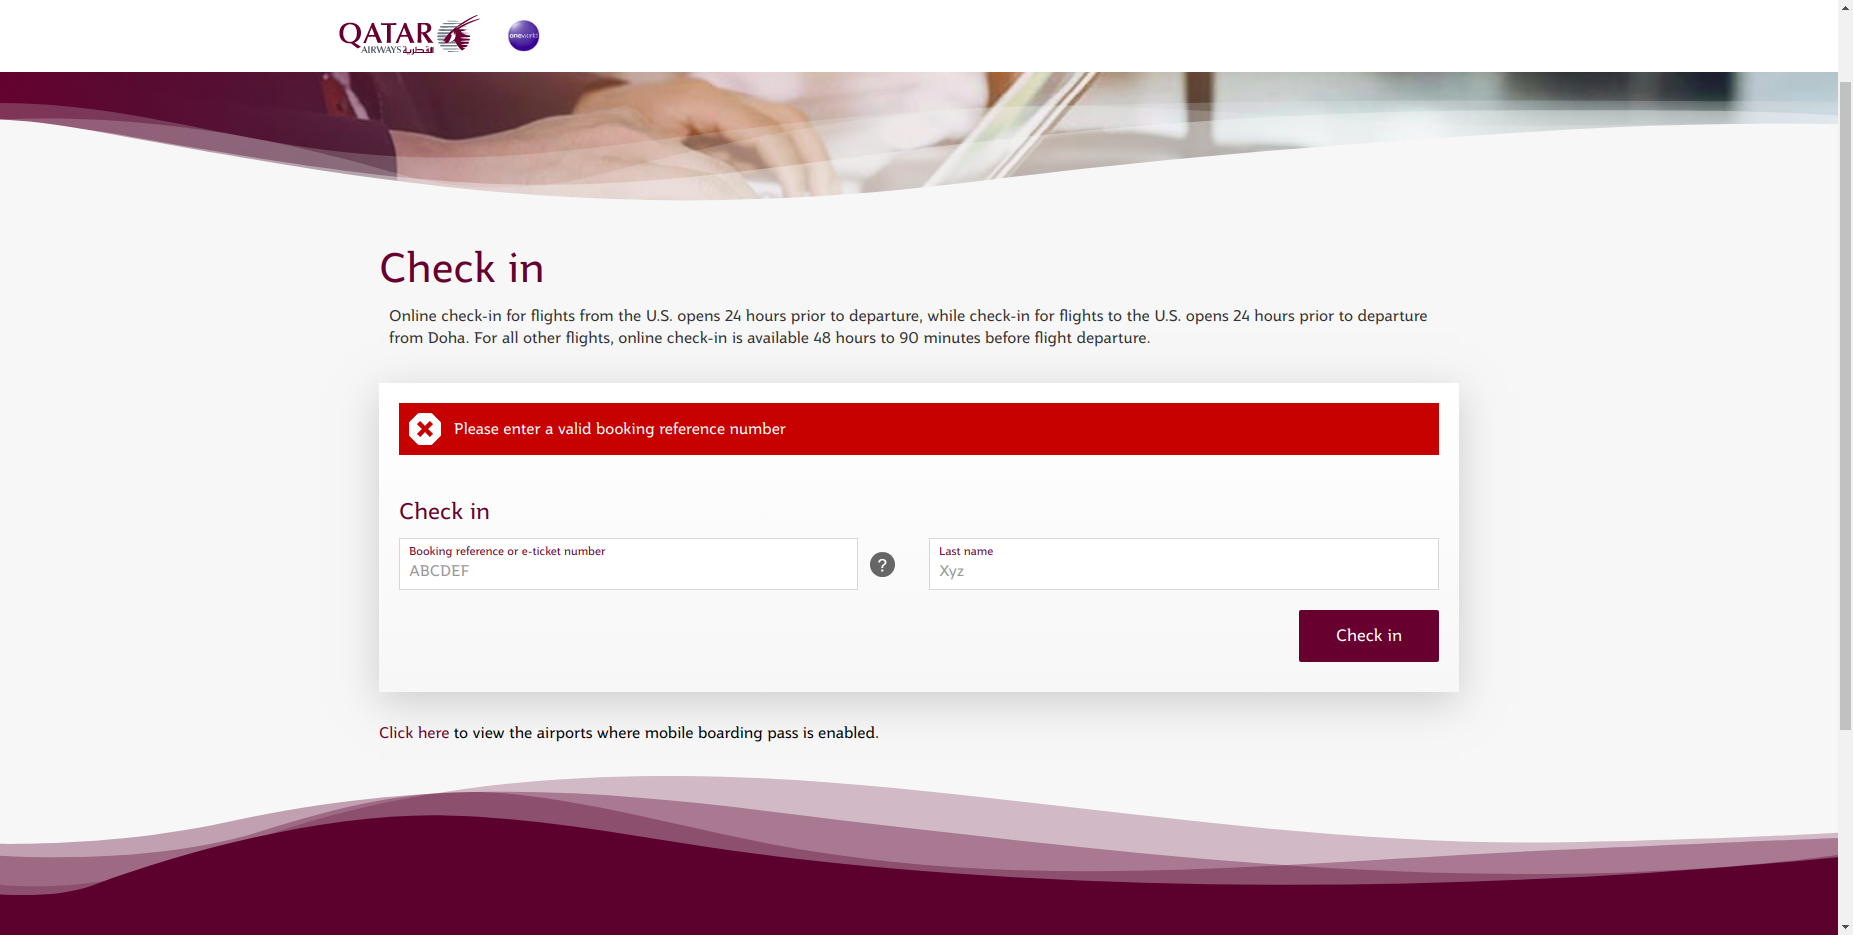 QATAR
AIRWAYS القطرية
oneworld
Check in
Online check-in for flights from the U.S. opens 24 hours prior to departure, while check-in for flights to the U.S. opens 24 hours prior to departure
from Doha. For all other flights, online check-in is available 48 hours to 90 minutes before flight departure.
Please enter a valid booking reference number
Check in
Booking reference or e-ticket number
ABCDEF
?
Last name
Xyz
Check in
Click here to view the airports where mobile boarding pass is enabled.